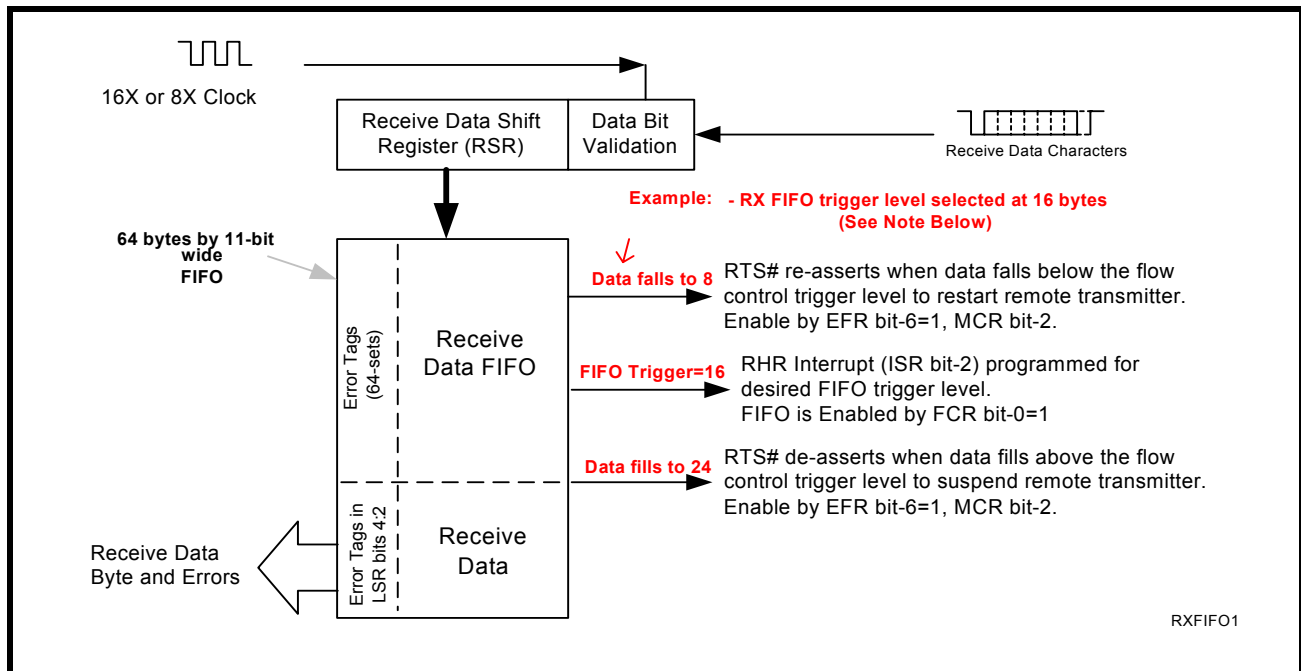 16X or 8X Clock
Receive Data Shift
Register (RSR)
Data Bit
Validation
Receive Data Characters
Example: - RX FIFO trigger level selected at 16 bytes
(See Note Below)
64 bytes by 11-bit
wide
FIFO
Error Tags
(64-sets)
Receive
Data FIFO
Data falls to 8
RTS# re-asserts when data falls below the flow
control trigger level to restart remote transmitter.
Enable by EFR bit-6=1, MCR bit-2.
FIFO Trigger=16
RHR Interrupt (ISR bit-2) programmed for
desired FIFO trigger level.
FIFO is Enabled by FCR bit-0=1
Data fills to 24
RTS# de-asserts when data fills above the flow
control trigger level to suspend remote transmitter.
Enable by EFR bit-6=1, MCR bit-2.
Error Tags in
LSR bits 4:2
Receive
Data
Receive Data
Byte and Errors
RXFIFO1